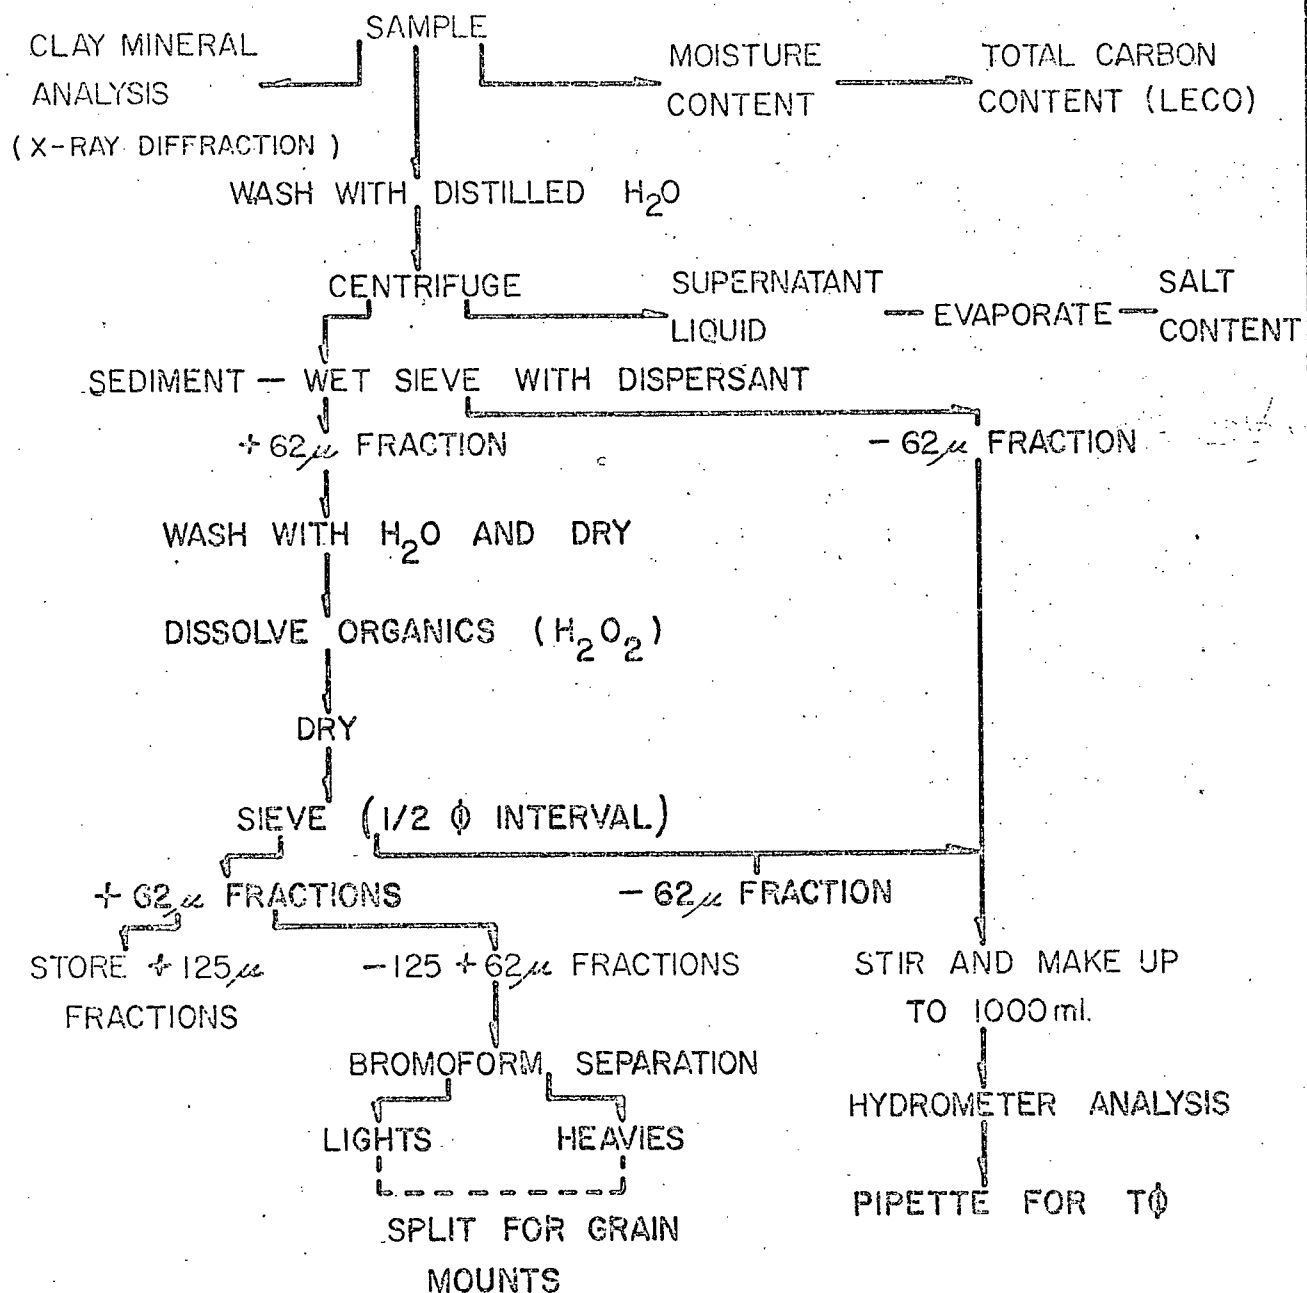 SAMPLE
CLAY MINERAL
ANALYSIS
(X-RAY DIFFRACTION)
MOISTURE
CONTENT
TOTAL CARBON
CONTENT (LECO)
WASH WITH DISTILLED H₂O
CENTRIFUGE
SUPERNATANT
LIQUID
EVAPORATE
SALT
CONTENT
SEDIMENT — WET SIEVE WITH DISPERSANT
+62μ FRACTION
-62μ FRACTION
WASH WITH H₂O AND DRY
DISSOLVE ORGANICS (H₂O₂)
DRY
SIEVE (1/2 ϕ INTERVAL)
+62μ FRACTIONS
-62μ FRACTION
STORE +125μ
FRACTIONS
-125 +62μ FRACTIONS
STIR AND MAKE UP
TO 1000ml.
BROMOFORM SEPARATION
HYDROMETER ANALYSIS
LIGHTS
HEAVIES
PIPETTE FOR Tϕ
SPLIT FOR GRAIN
MOUNTS